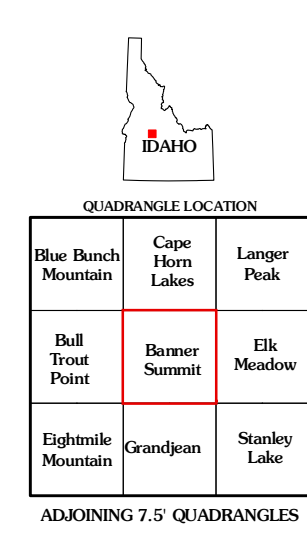 IDAHO
QUADRANGLE LOCATION
Blue Bunch
Mountain
Cape
Horn
Lakes
Langer
Peak
Bull
Trout
Point
Banner
Summit
Elk
Meadow
Eightmile
Mountain
Grandjean
Stanley
Lake
ADJOINING 7.5' QUADRANGLES